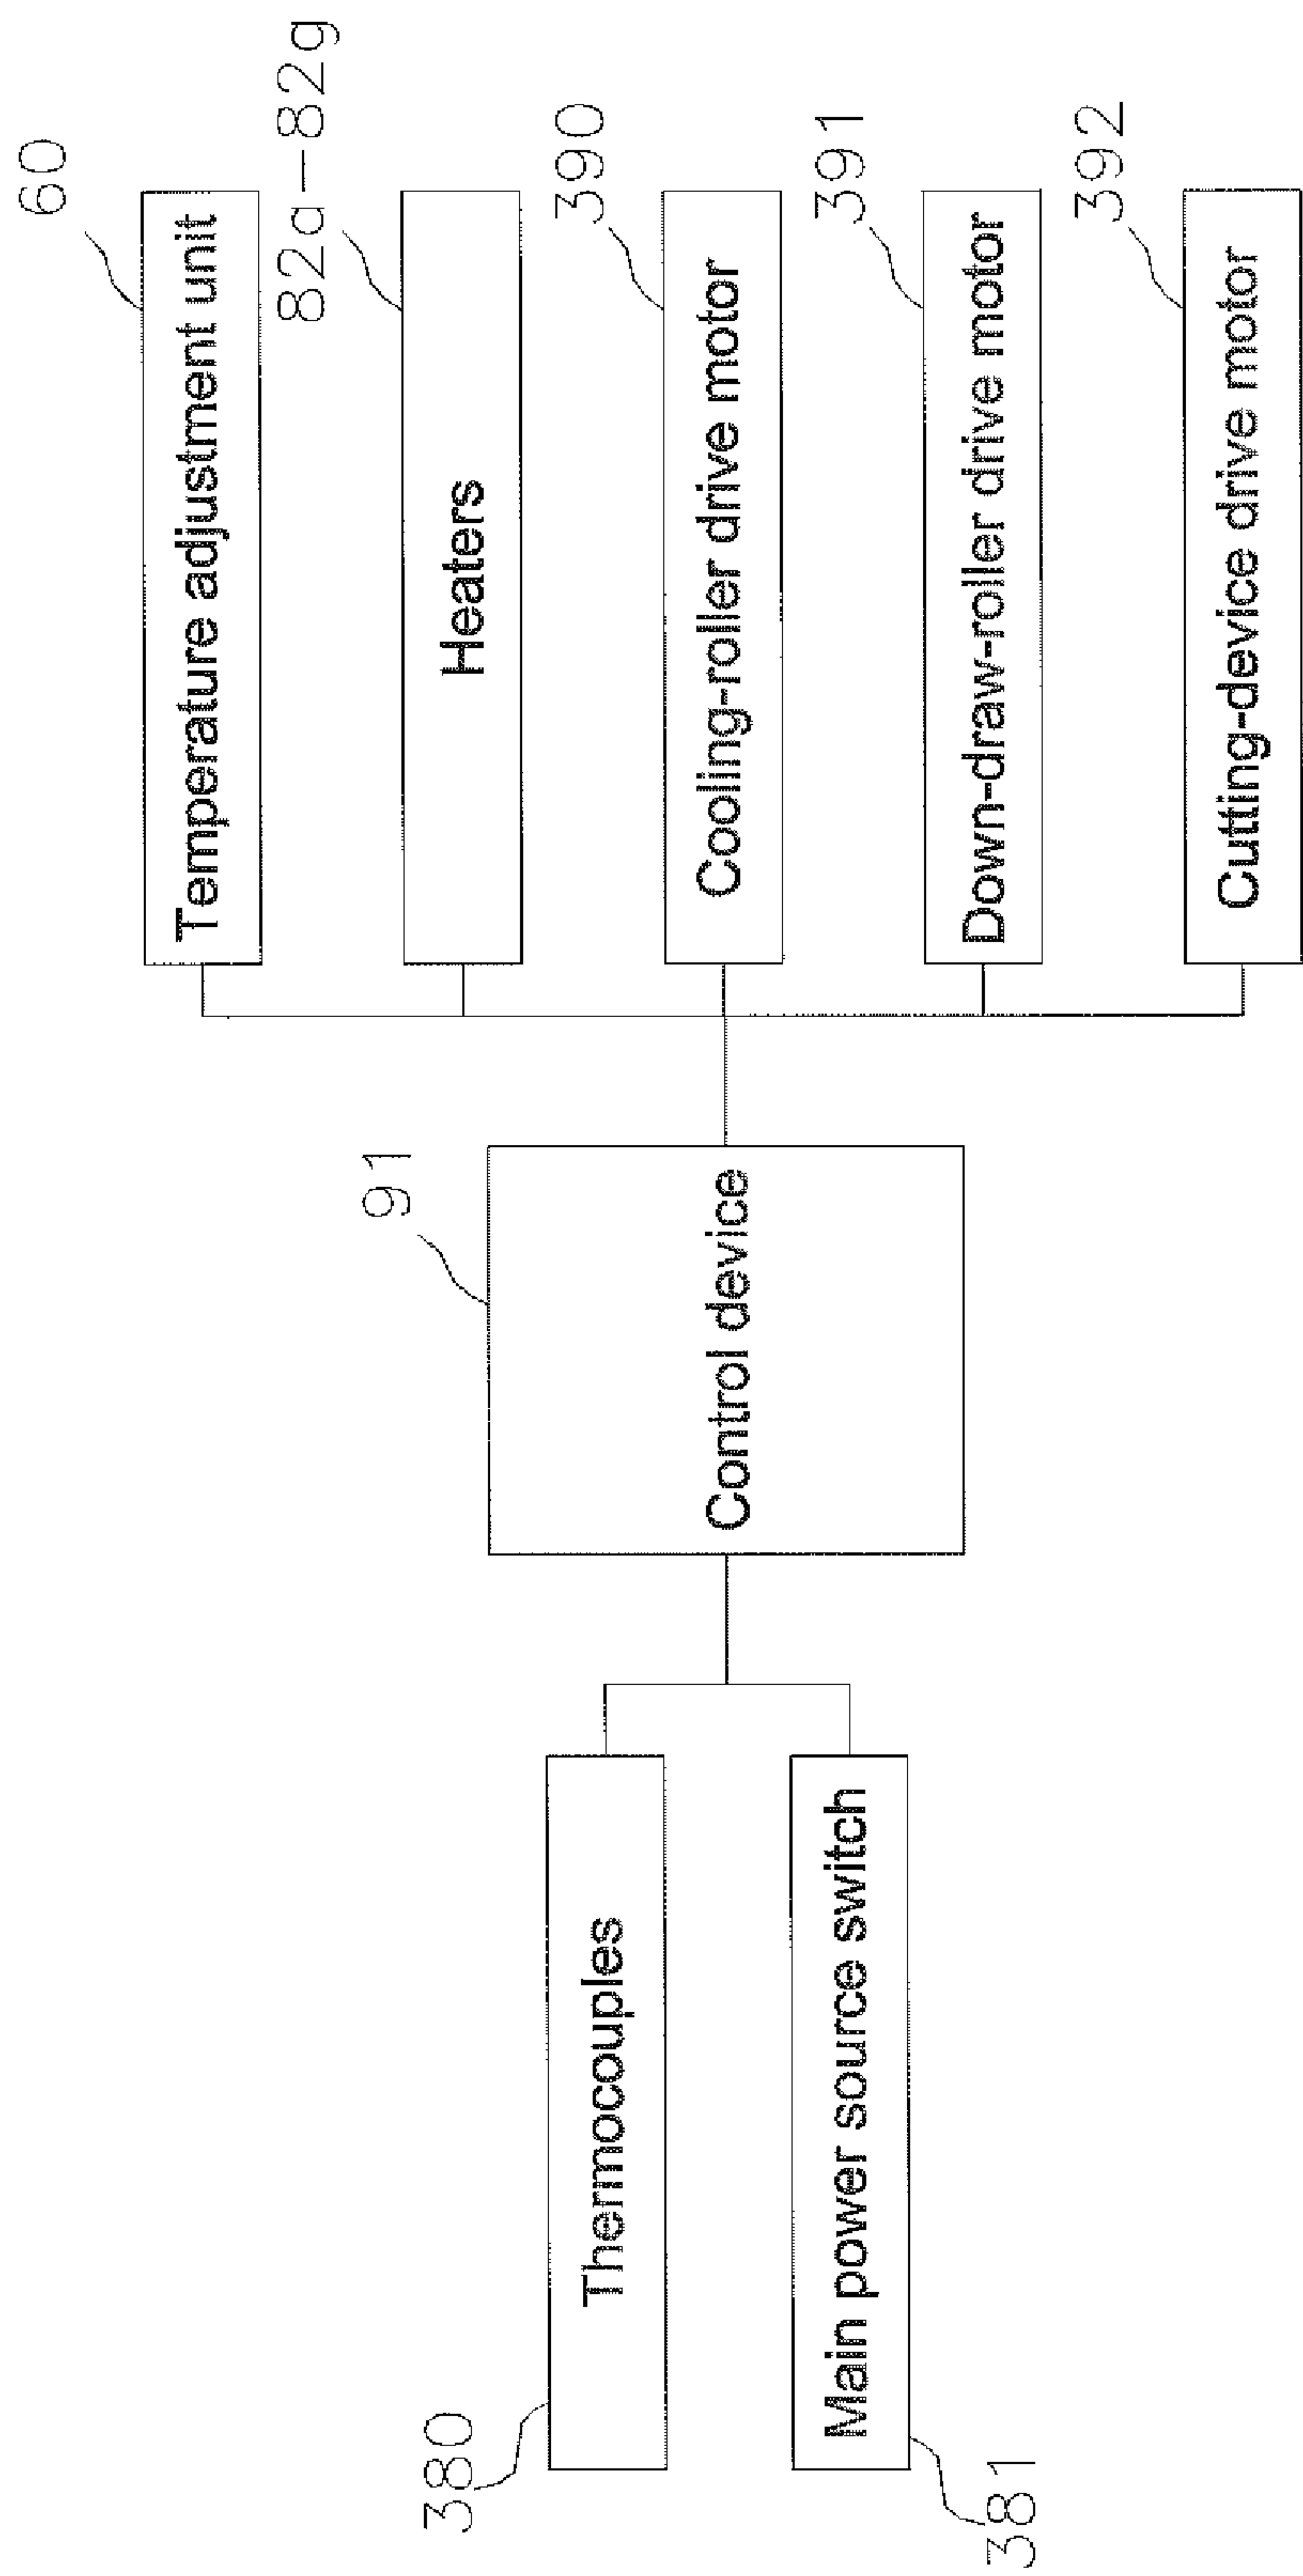 380
Thermocouples
Main power source switch
381
91
Control device
60
Temperature adjustment unit
82a-82g
Heaters
390
Cooling-roller drive motor
391
Down-draw-roller drive motor
392
Cutting-device drive motor